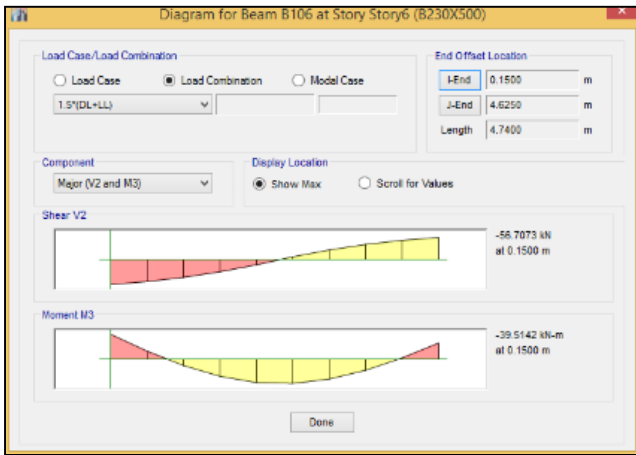 Diagram for Beam B106 at Story Story6 (B230X500)
Load Case/Load Combination
Load Case Load Combination Modal Case
1.5*(DL+LL)
End Offset Location
I-End 0.1500 m
J-End 4.6250 m
Length 4.7400 m
Component
Major (V2 and M3)
Display Location
Show Max Scroll for Values
Shear V2
-56.7073 kN
at 0.1500 m
Moment M3
-39.5142 kN-m
at 0.1500 m
Done